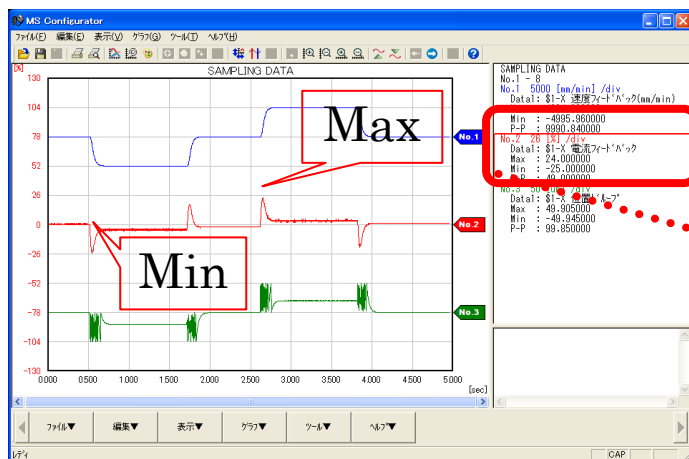 MS Configurator
ファイル(F) 編集(E) 表示(V) グラフ(G) ツール(T) ヘルプ(H)
SAMPLING DATA
[%]
130
104
78
52
26
0
-26
-52
-78
-104
-130
0.000 0.500 1.000 1.500 2.000 2.500 3.000 3.500 4.000 4.500 5.000
[sec]
Max
Min
No.1
No.2
No.3
SAMPLING DATA
No.1 - 8
No.1 5000 [mm/min] /div
Data1: $1-X 速度フィードバック(mm/min)
Min : -4995.960000
P-P : 9990.840000
No.2 26 [%] /div
Data1: $1-X 電流フィードバック
Max : 24.000000
Min : -25.000000
P-P : 49.000000
Data1: $1-X
Max : 49.905000
Min : -49.945000
P-P : 99.850000
ファイル▼ 編集▼ 表示▼ グラフ▼ ツール▼ ヘルプ▼
レディ
CAP